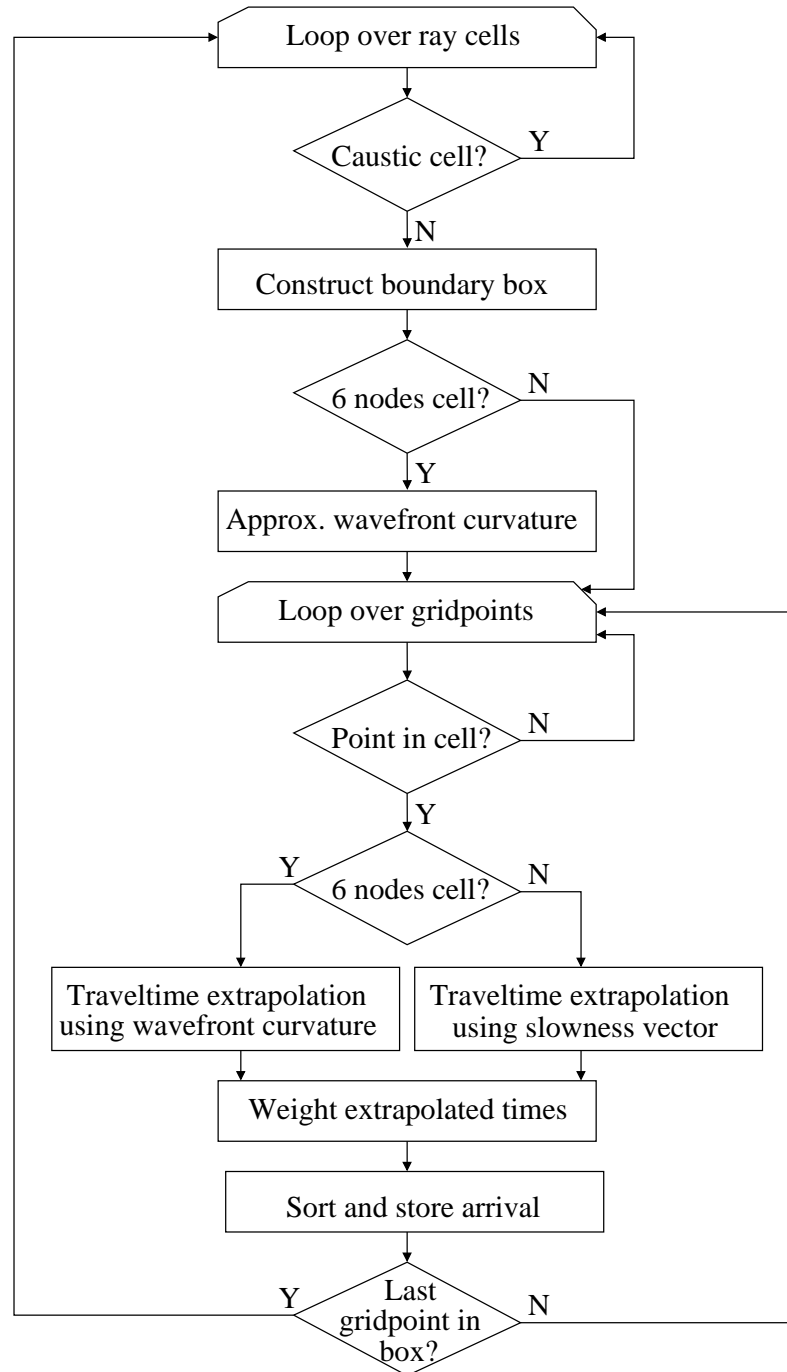 Loop over ray cells
Caustic cell?
Y
N
Construct boundary box
6 nodes cell?
N
Y
Approx. wavefront curvature
Loop over gridpoints
Point in cell?
N
Y
Y
6 nodes cell?
N
Traveltime extrapolation
using wavefront curvature
Traveltime extrapolation
using slowness vector
Weight extrapolated times
Sort and store arrival
Y
Last
gridpoint in
box?
N